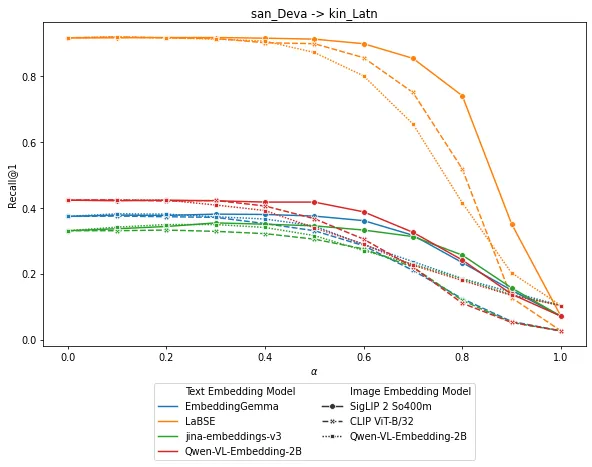 san_Deva -> kin_Latn
Recall@1
0.8
0.6
0.4
0.2
0.0
0.0 0.2 0.4 0.6 0.8 1.0
α
Text Embedding Model
EmbeddingGemma
LaBSE
jina-embeddings-v3
Qwen-VL-Embedding-2B
Image Embedding Model
SigLIP 2 So400m
CLIP ViT-B/32
Qwen-VL-Embedding-2B